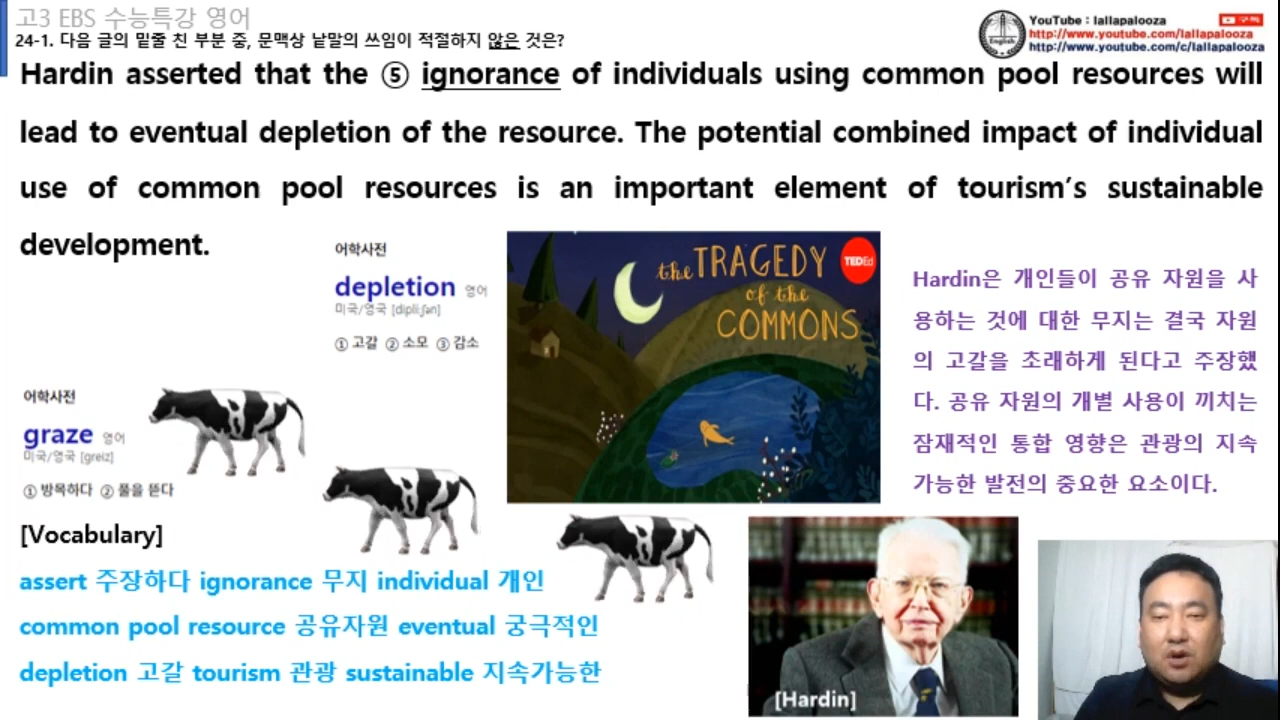 고3 EBS 수능특강 영어
24-1. 다음 글의 밑줄 친 부분 중, 문맥상 낱말의 쓰임이 적절하지 않은 것은?
YouTube : lallapalooza
구독
http://www.youtube.com/lallapalooza
http://www.youtube.com/c/lallapalooza
English
Hardin asserted that the ⑤ ignorance of individuals using common pool resources will
lead to eventual depletion of the resource. The potential combined impact of individual
use of common pool resources is an important element of tourism's sustainable
development.
어학사전
depletion 영어
미국/영국 [diplíːʃən]
① 고갈 ② 소모 ③ 감소
the TRAGEDY
of the
COMMONS
TEDEd
Hardin은 개인들이 공유 자원을 사
용하는 것에 대한 무지는 결국 자원
의 고갈을 초래하게 된다고 주장했
다. 공유 자원의 개별 사용이 끼치는
잠재적인 통합 영향은 관광의 지속
가능한 발전의 중요한 요소이다.
어학사전
graze 영어
미국/영국 [greiz]
① 방목하다 ② 풀을 뜯다
[Vocabulary]
assert 주장하다 ignorance 무지 individual 개인
common pool resource 공유자원 eventual 궁극적인
depletion 고갈 tourism 관광 sustainable 지속가능한
[Hardin]